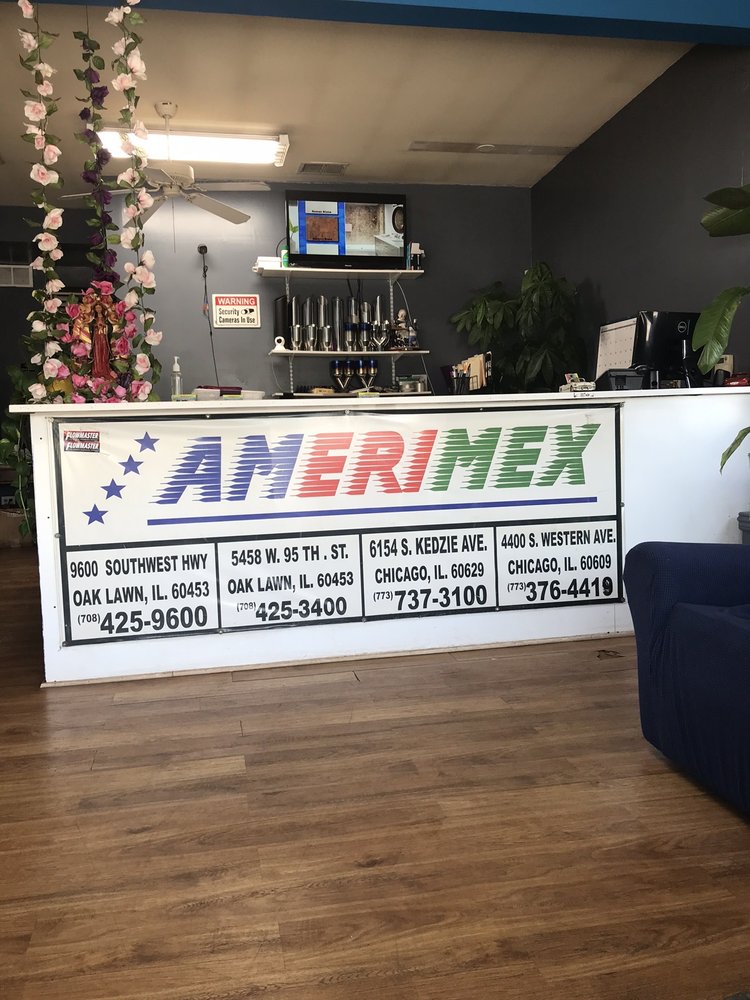 WARNING
Security
Cameras In Use
FLOWMASTER
FLOWMASTER
AMERIMEX
9600 SOUTHWEST HWY
OAK LAWN, IL. 60453
(708) 425-9600
5458 W. 95 TH . ST.
OAK LAWN, IL. 60453
(708) 425-3400
6154 S. KEDZIE AVE.
CHICAGO, IL. 60629
(773) 737-3100
4400 S. WESTERN AVE.
CHICAGO, IL. 60609
(773) 376-4419
DELL